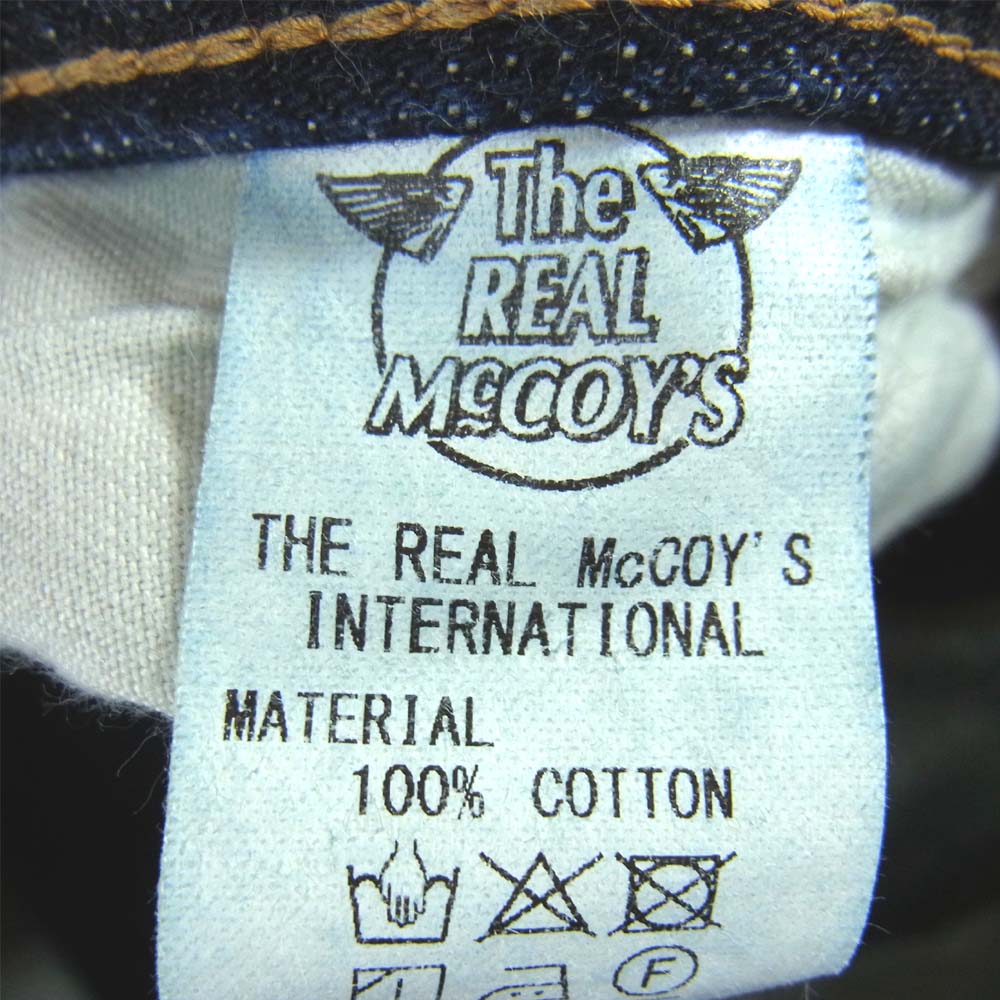 The
REAL
McCOY'S
THE REAL McCOY'S
INTERNATIONAL
MATERIAL
100% COTTON
F